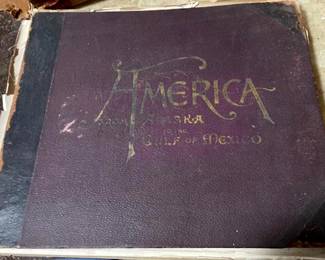 AMERICA
FROM ALASKA
TO THE
GULF OF MEXICO